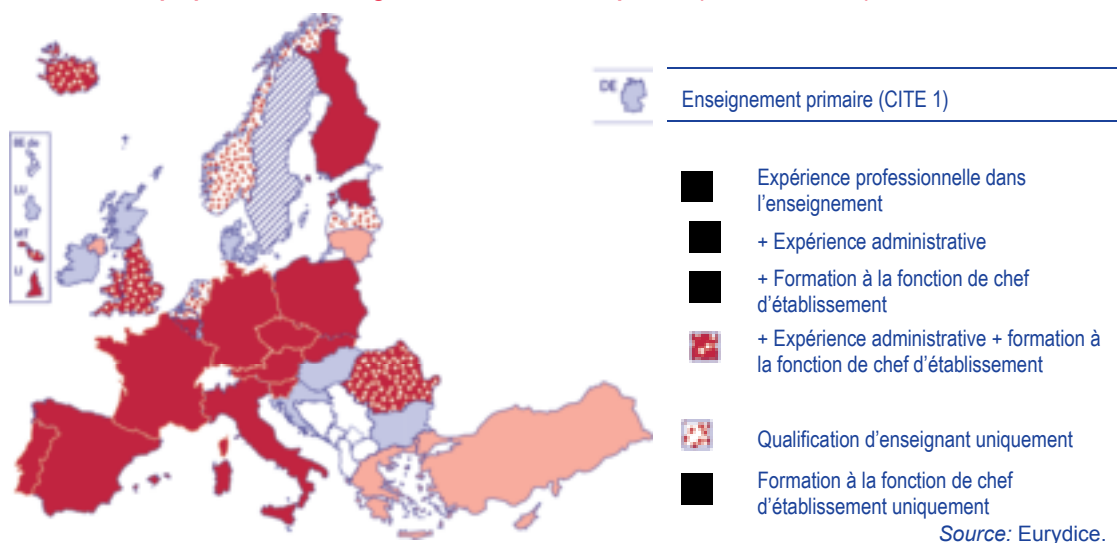 DE
Enseignement primaire (CITE 1)
BE de
LU
MT
LI
Expérience professionnelle dans
l’enseignement
+ Expérience administrative
+ Formation à la fonction de chef
d’établissement
+ Expérience administrative + formation à
la fonction de chef d’établissement
Qualification d’enseignant uniquement
Formation à la fonction de chef
d’établissement uniquement
Source: Eurydice.